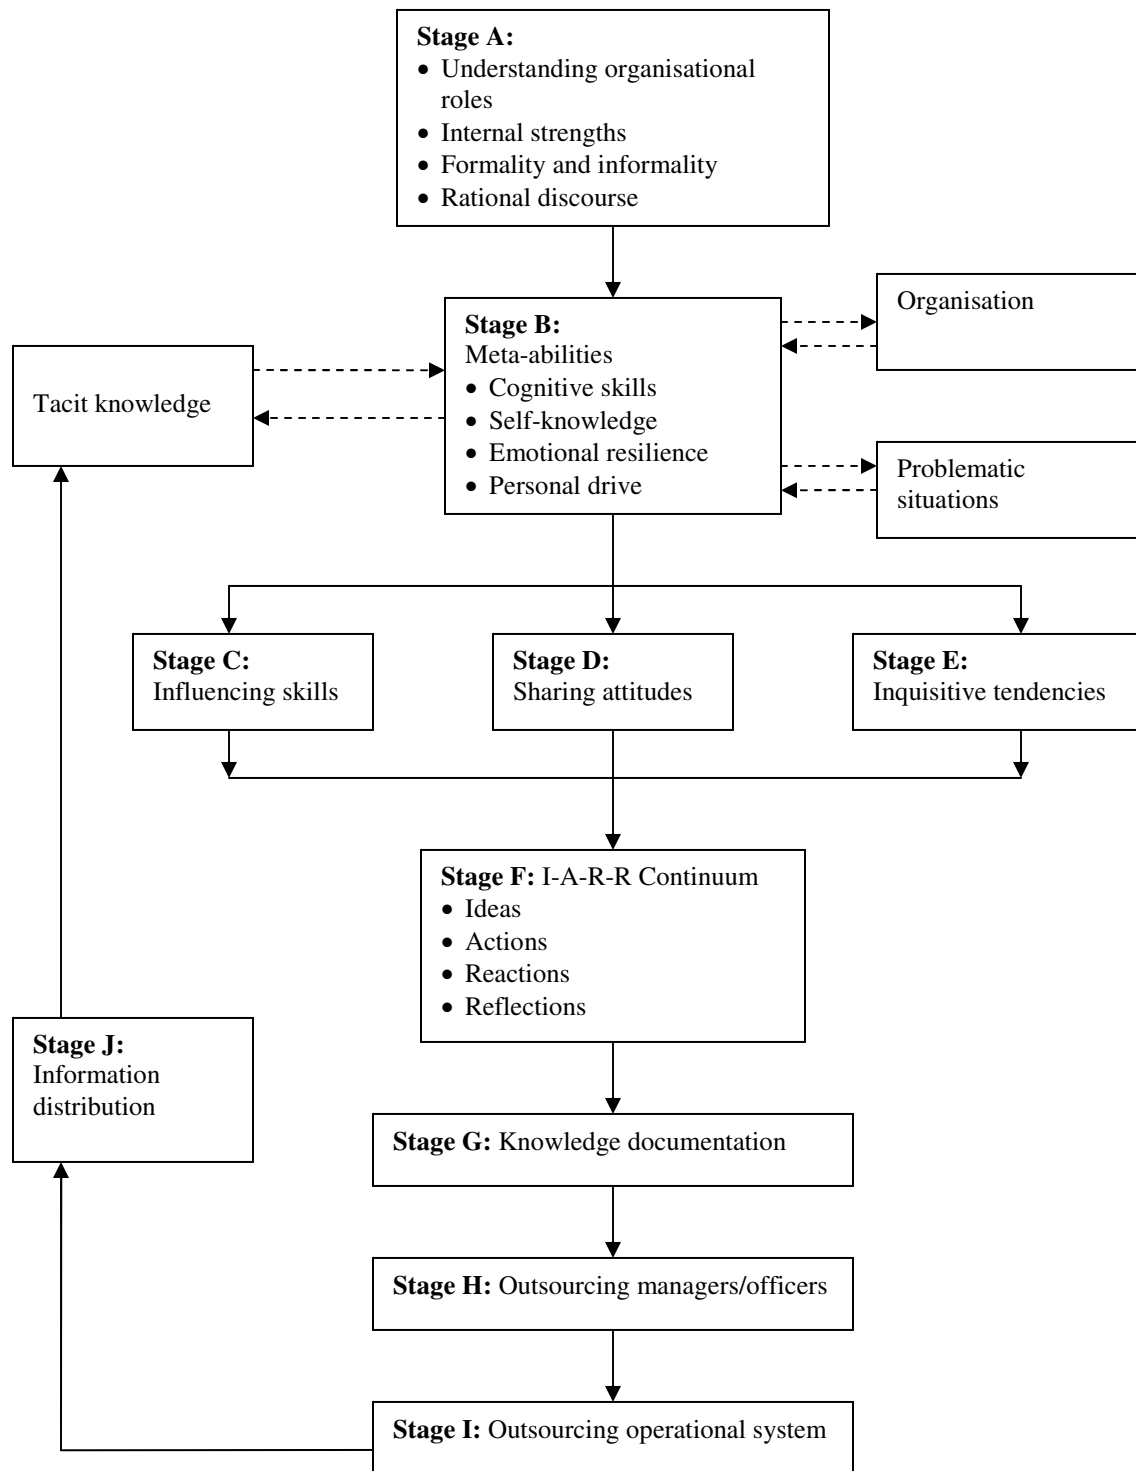 Stage A:
• Understanding organisational
roles
• Internal strengths
• Formality and informality
• Rational discourse
Organisation
Stage B:
Meta-abilities
• Cognitive skills
• Self-knowledge
• Emotional resilience
• Personal drive
Tacit knowledge
Problematic
situations
Stage C:
Influencing skills
Stage D:
Sharing attitudes
Stage E:
Inquisitive tendencies
Stage F: I-A-R-R Continuum
• Ideas
• Actions
• Reactions
• Reflections
Stage J:
Information
distribution
Stage G: Knowledge documentation
Stage H: Outsourcing managers/officers
Stage I: Outsourcing operational system